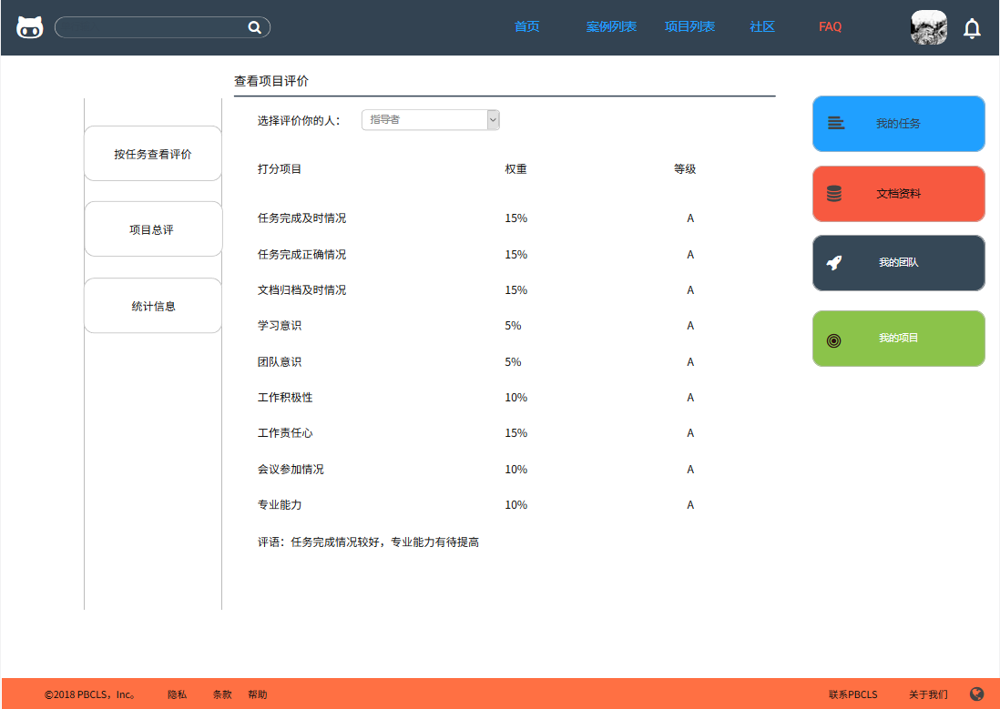 首页 案例列表 项目列表 社区 FAQ
查看项目评价
选择评价你的人： 指导者
按任务查看评价
项目总评
统计信息
打分项目 权重 等级
任务完成及时情况 15% A
任务完成正确情况 15% A
文档归档及时情况 15% A
学习意识 5% A
团队意识 5% A
工作积极性 10% A
工作责任心 15% A
会议参加情况 10% A
专业能力 10% A
评语：任务完成情况较好，专业能力有待提高
我的任务
文档资料
我的团队
我的项目
©2018 PBCLS，Inc。 隐私 条款 帮助 联系PBCLS 关于我们